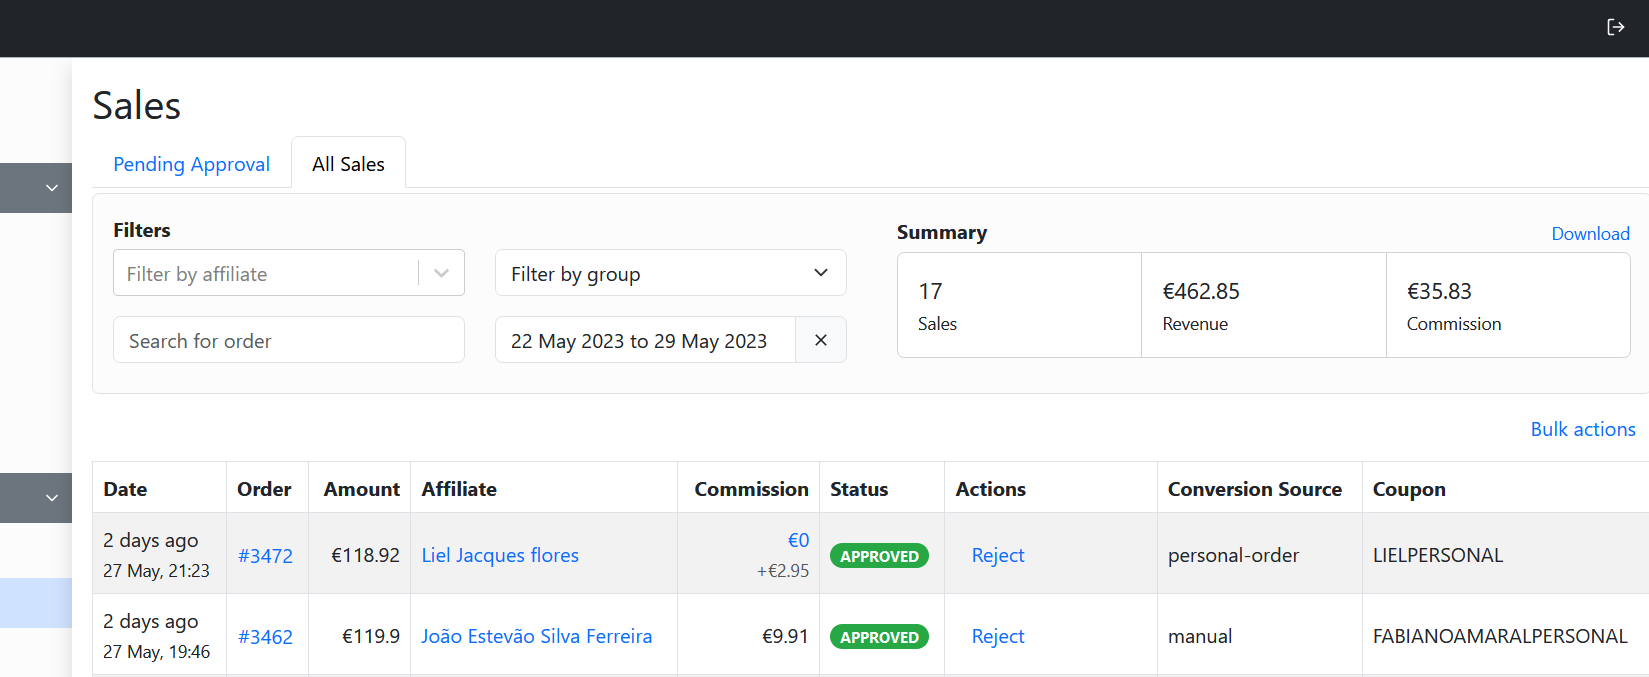 Sales
Pending Approval
All Sales
Filters
Summary
Download
Filter by affiliate
Filter by group
17
€462.85
€35.83
Sales
Revenue
Commission
Search for order
22 May 2023 to 29 May 2023
Bulk actions
Date Order Amount Affiliate Commission Status Actions Conversion Source Coupon
2 days ago
27 May, 21:23
#3472
€118.92
Liel Jacques flores
€0
+€2.95
APPROVED
Reject
personal-order
LIELPERSONAL
2 days ago
27 May, 19:46
#3462
€119.9
João Estevão Silva Ferreira
€9.91
APPROVED
Reject
manual
FABIANOAMARALPERSONAL